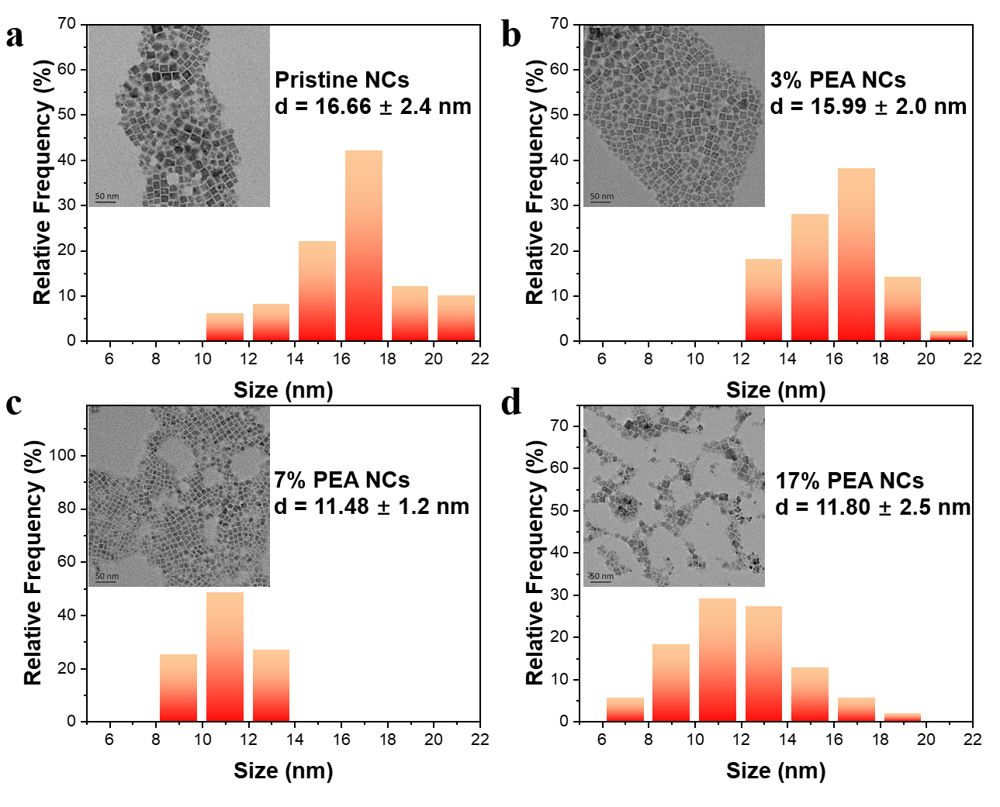 a
Relative Frequency (%)
70
60
50
40
30
20
10
0
Pristine NCs
d = 16.66 ± 2.4 nm
50 nm
6 8 10 12 14 16 18 20 22
Size (nm)
b
Relative Frequency (%)
70
60
50
40
30
20
10
0
3% PEA NCs
d = 15.99 ± 2.0 nm
50 nm
6 8 10 12 14 16 18 20 22
Size (nm)
c
Relative Frequency (%)
100
80
60
40
20
0
7% PEA NCs
d = 11.48 ± 1.2 nm
50 nm
6 8 10 12 14 16 18 20 22
Size (nm)
d
Relative Frequency (%)
70
60
50
40
30
20
10
0
17% PEA NCs
d = 11.80 ± 2.5 nm
50 nm
6 8 10 12 14 16 18 20 22
Size (nm)